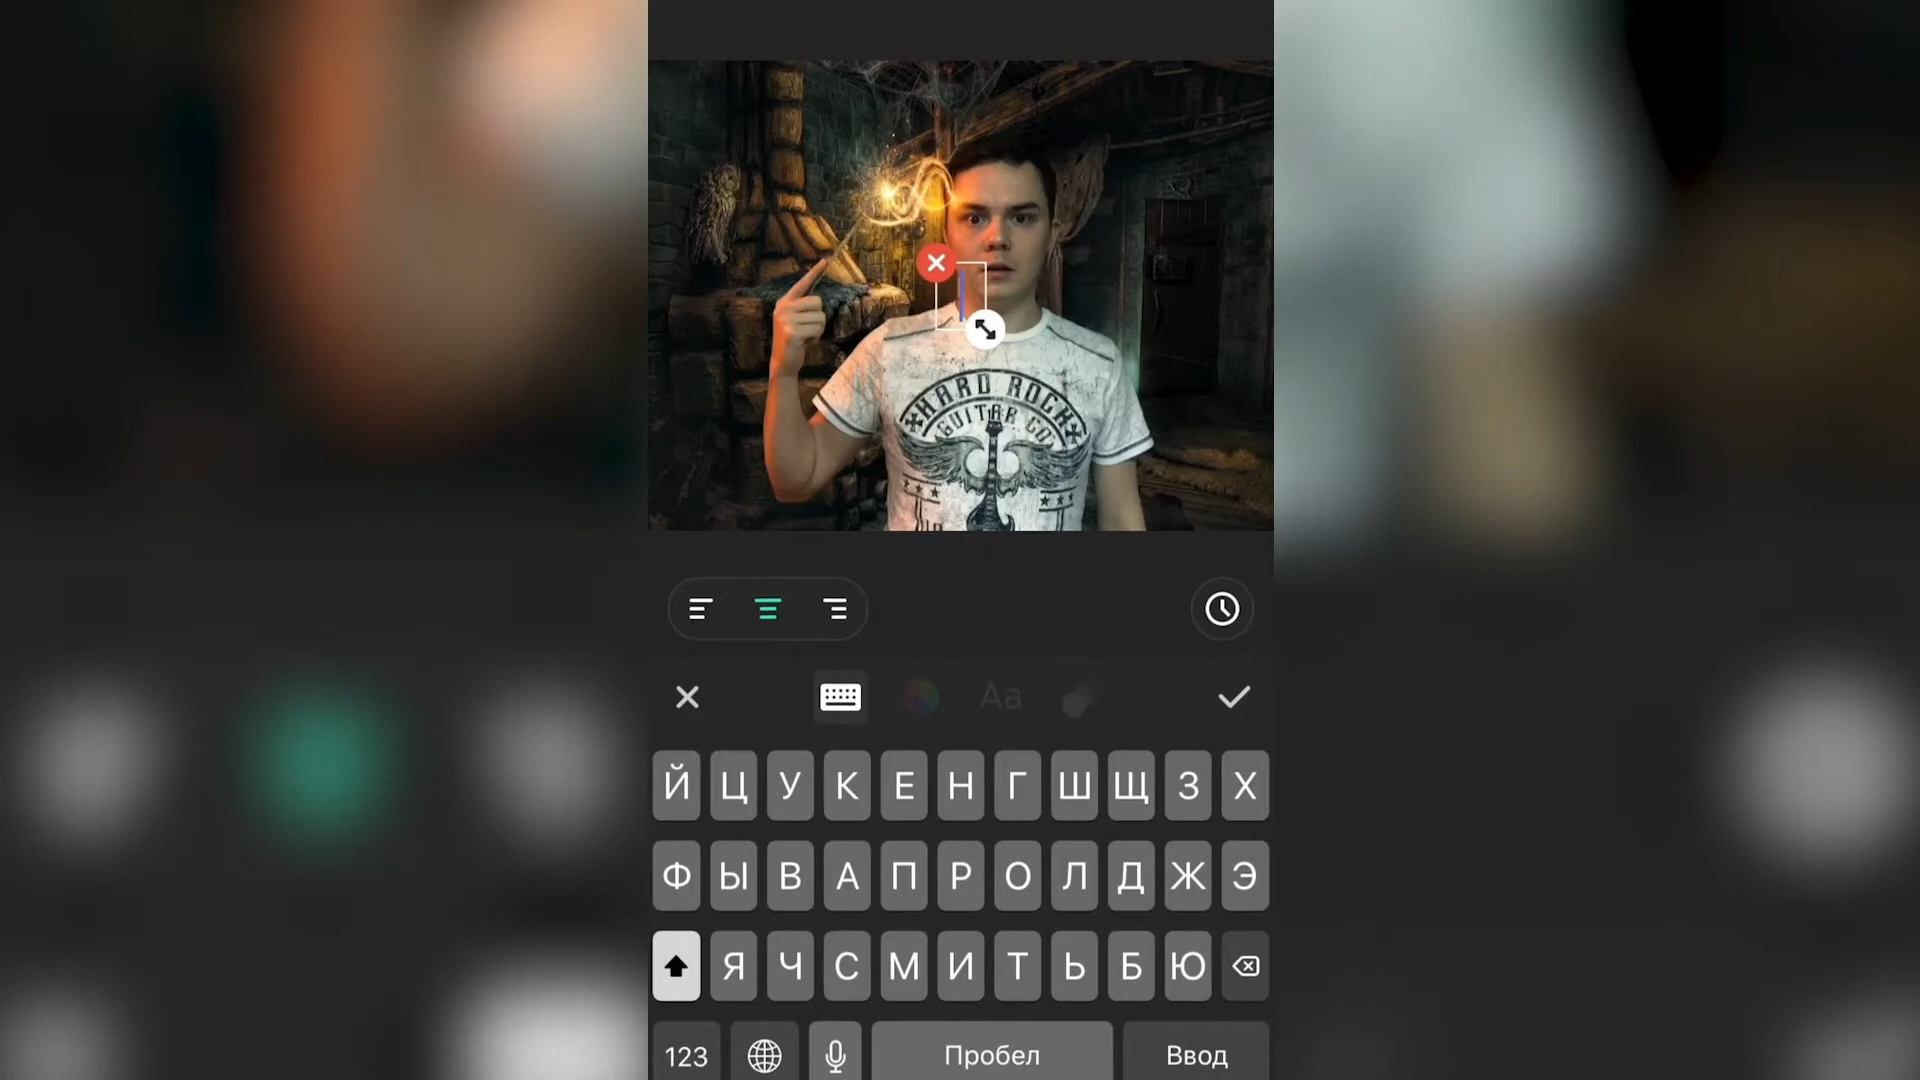 HARD ROCK
GUITAR CO
Aa
Й Ц У К Е Н Г Ш Щ З Х
Ф Ы В А П Р О Л Д Ж Э
Я Ч С М И Т Ь Б Ю
123 Пробел Ввод